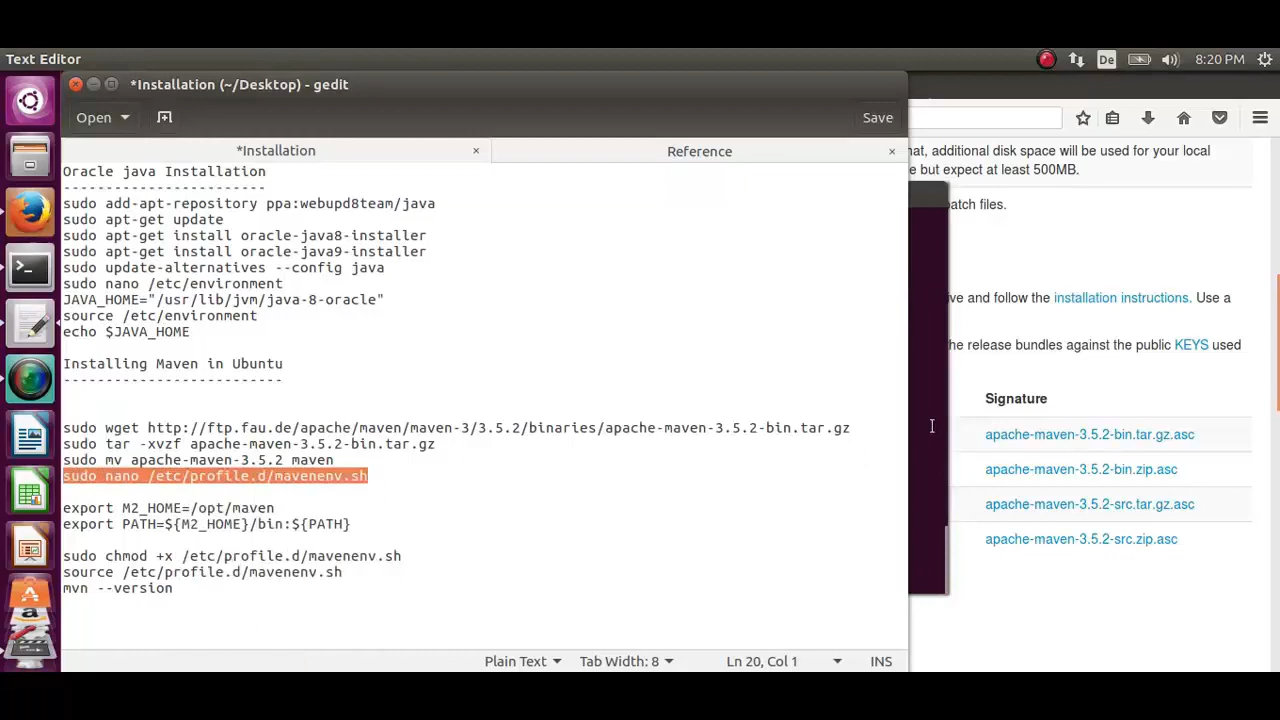 Text Editor
De
8:20 PM
*Installation (~/Desktop) - gedit
Open
Save
*Installation
×
Reference
×
Oracle java Installation
------------------------
sudo add-apt-repository ppa:webupd8team/java
sudo apt-get update
sudo apt-get install oracle-java8-installer
sudo apt-get install oracle-java9-installer
sudo update-alternatives --config java
sudo nano /etc/environment
JAVA_HOME="/usr/lib/jvm/java-8-oracle"
source /etc/environment
echo $JAVA_HOME
Installing Maven in Ubuntu
--------------------------
sudo wget http://ftp.fau.de/apache/maven/maven-3/3.5.2/binaries/apache-maven-3.5.2-bin.tar.gz
sudo tar -xvzf apache-maven-3.5.2-bin.tar.gz
sudo mv apache-maven-3.5.2 maven
sudo nano /etc/profile.d/mavenenv.sh
export M2_HOME=/opt/maven
export PATH=${M2_HOME}/bin:${PATH}
sudo chmod +x /etc/profile.d/mavenenv.sh
source /etc/profile.d/mavenenv.sh
mvn --version
Plain Text
Tab Width: 8
Ln 20, Col 1
INS
hat, additional disk space will be used for your local
e but expect at least 500MB.
atch files.
ve and follow the installation instructions. Use a
he release bundles against the public KEYS used
Signature
apache-maven-3.5.2-bin.tar.gz.asc
apache-maven-3.5.2-bin.zip.asc
apache-maven-3.5.2-src.tar.gz.asc
apache-maven-3.5.2-src.zip.asc